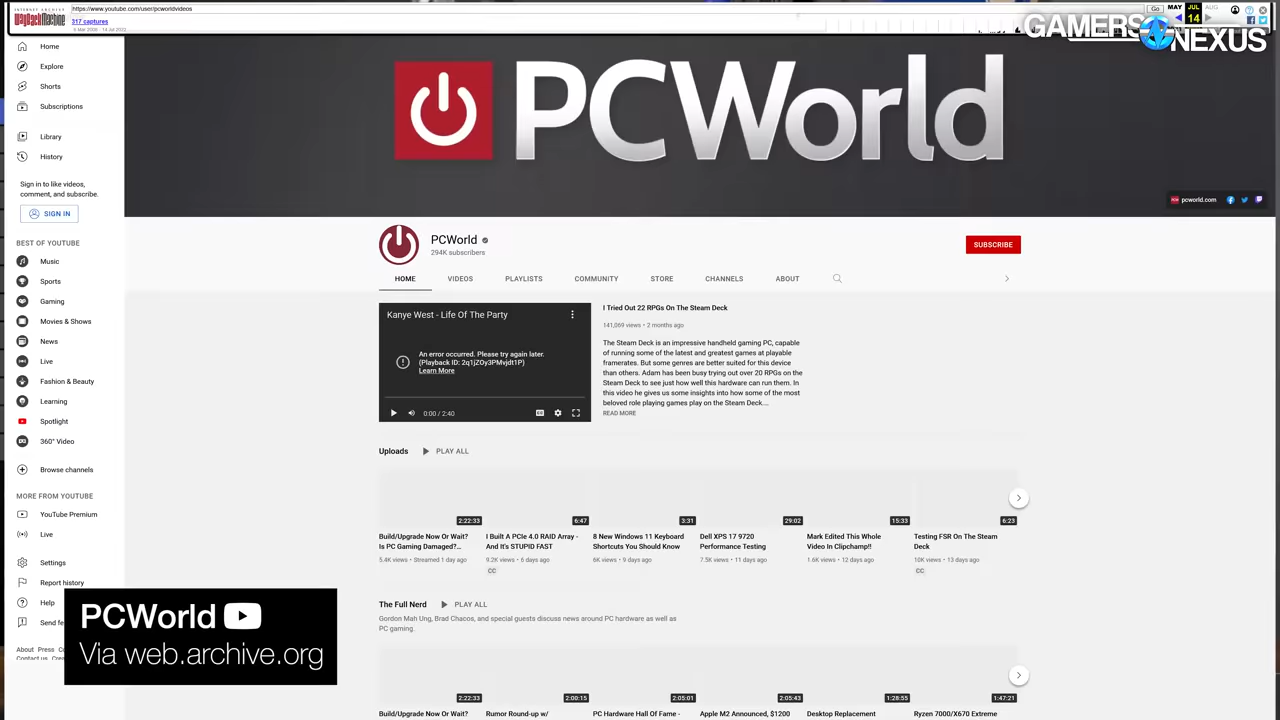 INTERNET ARCHIVE
WayBackMachine
https://www.youtube.com/user/pcworldvideos
Go
MAY
JUL
AUG
317 captures
14
GAMERS
NEXUS
Home
Explore
Shorts
Subscriptions
Library
History
Sign in to like videos,
comment, and subscribe.
SIGN IN
BEST OF YOUTUBE
Music
Sports
Gaming
Movies & Shows
News
Live
Fashion & Beauty
Learning
Spotlight
360° Video
Browse channels
MORE FROM YOUTUBE
YouTube Premium
Live
Settings
Report history
Help
Send fe
About Press
Contact us
PCWorld
pcworld.com
PCWorld
294K subscribers
SUBSCRIBE
HOME
VIDEOS
PLAYLISTS
COMMUNITY
STORE
CHANNELS
ABOUT
Kanye West - Life Of The Party
An error occurred. Please try again later.
(Playback ID: 2q1jZOy3PMvjdt1P)
Learn More
0:00 / 2:40
I Tried Out 22 RPGs On The Steam Deck
141,069 views • 2 months ago
The Steam Deck is an impressive handheld gaming PC, capable
of running some of the latest and greatest games at playable
framerates. But some genres are better suited for this device
than others. Adam has been busy trying out over 20 RPGs on the
Steam Deck to see just how well this hardware can run them. In
this video he gives us some insights into how some of the most
beloved role playing games play on the Steam Deck....
READ MORE
Uploads
PLAY ALL
2:22:33
6:47
3:31
29:02
15:33
6:23
Build/Upgrade Now Or Wait?
Is PC Gaming Damaged?...
5.4K views • Streamed 1 day ago
I Built A PCIe 4.0 RAID Array -
And It's STUPID FAST
9.2K views • 6 days ago
CC
8 New Windows 11 Keyboard
Shortcuts You Should Know
6K views • 9 days ago
Dell XPS 17 9720
Performance Testing
7.5K views • 11 days ago
Mark Edited This Whole
Video In Clipchamp!!
1.6K views • 12 days ago
Testing FSR On The Steam
Deck
10K views • 13 days ago
CC
The Full Nerd
PLAY ALL
Gordon Mah Ung, Brad Chacos, and special guests discuss news around PC hardware as well as
PC gaming.
2:22:33
2:00:15
2:05:01
2:05:43
1:28:55
1:47:21
Build/Upgrade Now Or Wait?
Rumor Round-up w/
PC Hardware Hall Of Fame -
Apple M2 Announced, $1200
Desktop Replacement
Ryzen 7000/X670 Extreme
PCWorld
Via web.archive.org